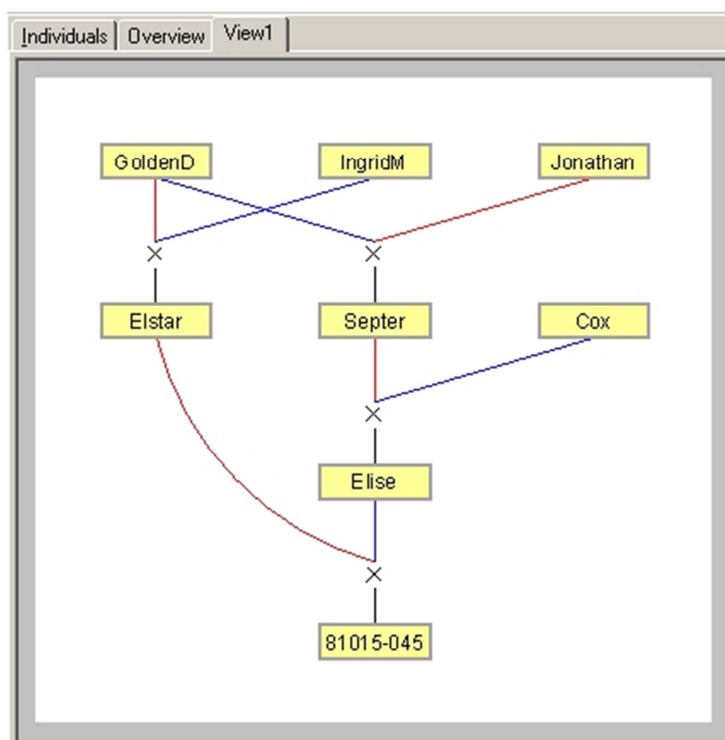 Individuals Overview View1
GoldenD IngridM Jonathan
Elstar Septer Cox
Elise
81015-045